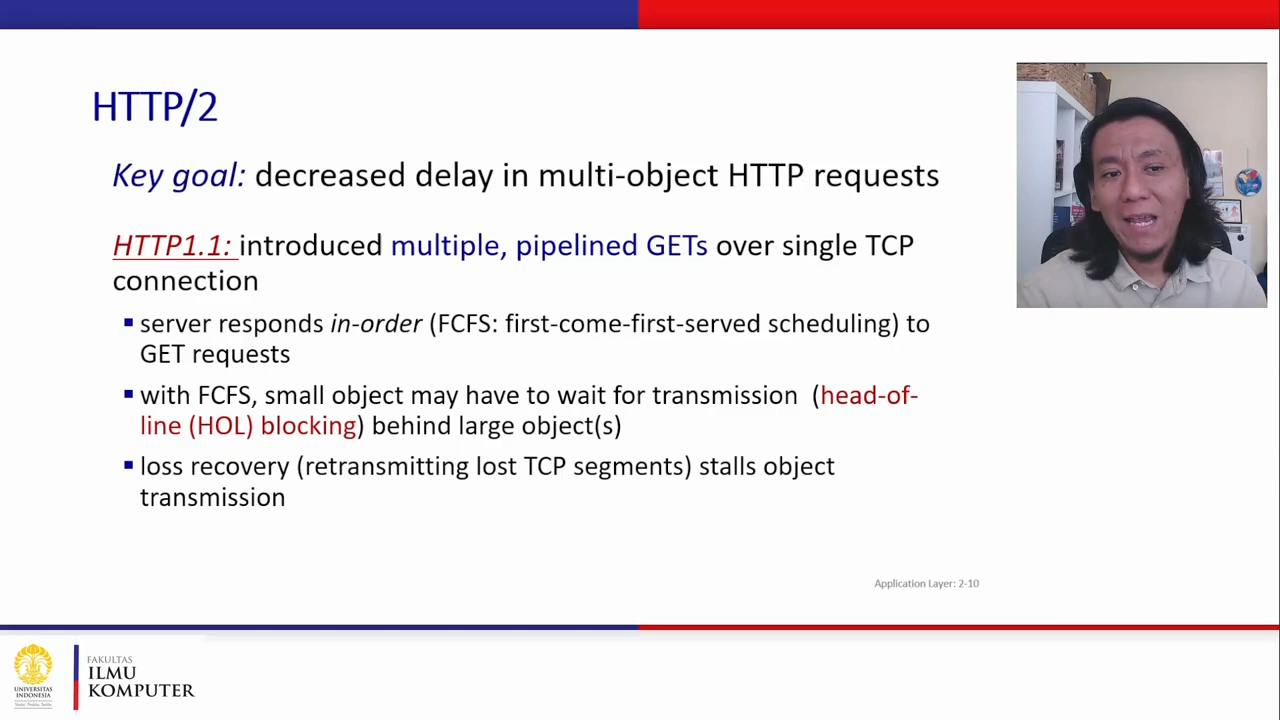 HTTP/2
Key goal: decreased delay in multi-object HTTP requests
HTTP1.1: introduced multiple, pipelined GETs over single TCP
connection
▪ server responds in-order (FCFS: first-come-first-served scheduling) to
GET requests
▪ with FCFS, small object may have to wait for transmission (head-of-
line (HOL) blocking) behind large object(s)
▪ loss recovery (retransmitting lost TCP segments) stalls object
transmission
Application Layer: 2-10
UNIVERSITAS
INDONESIA
FAKULTAS
ILMU
KOMPUTER